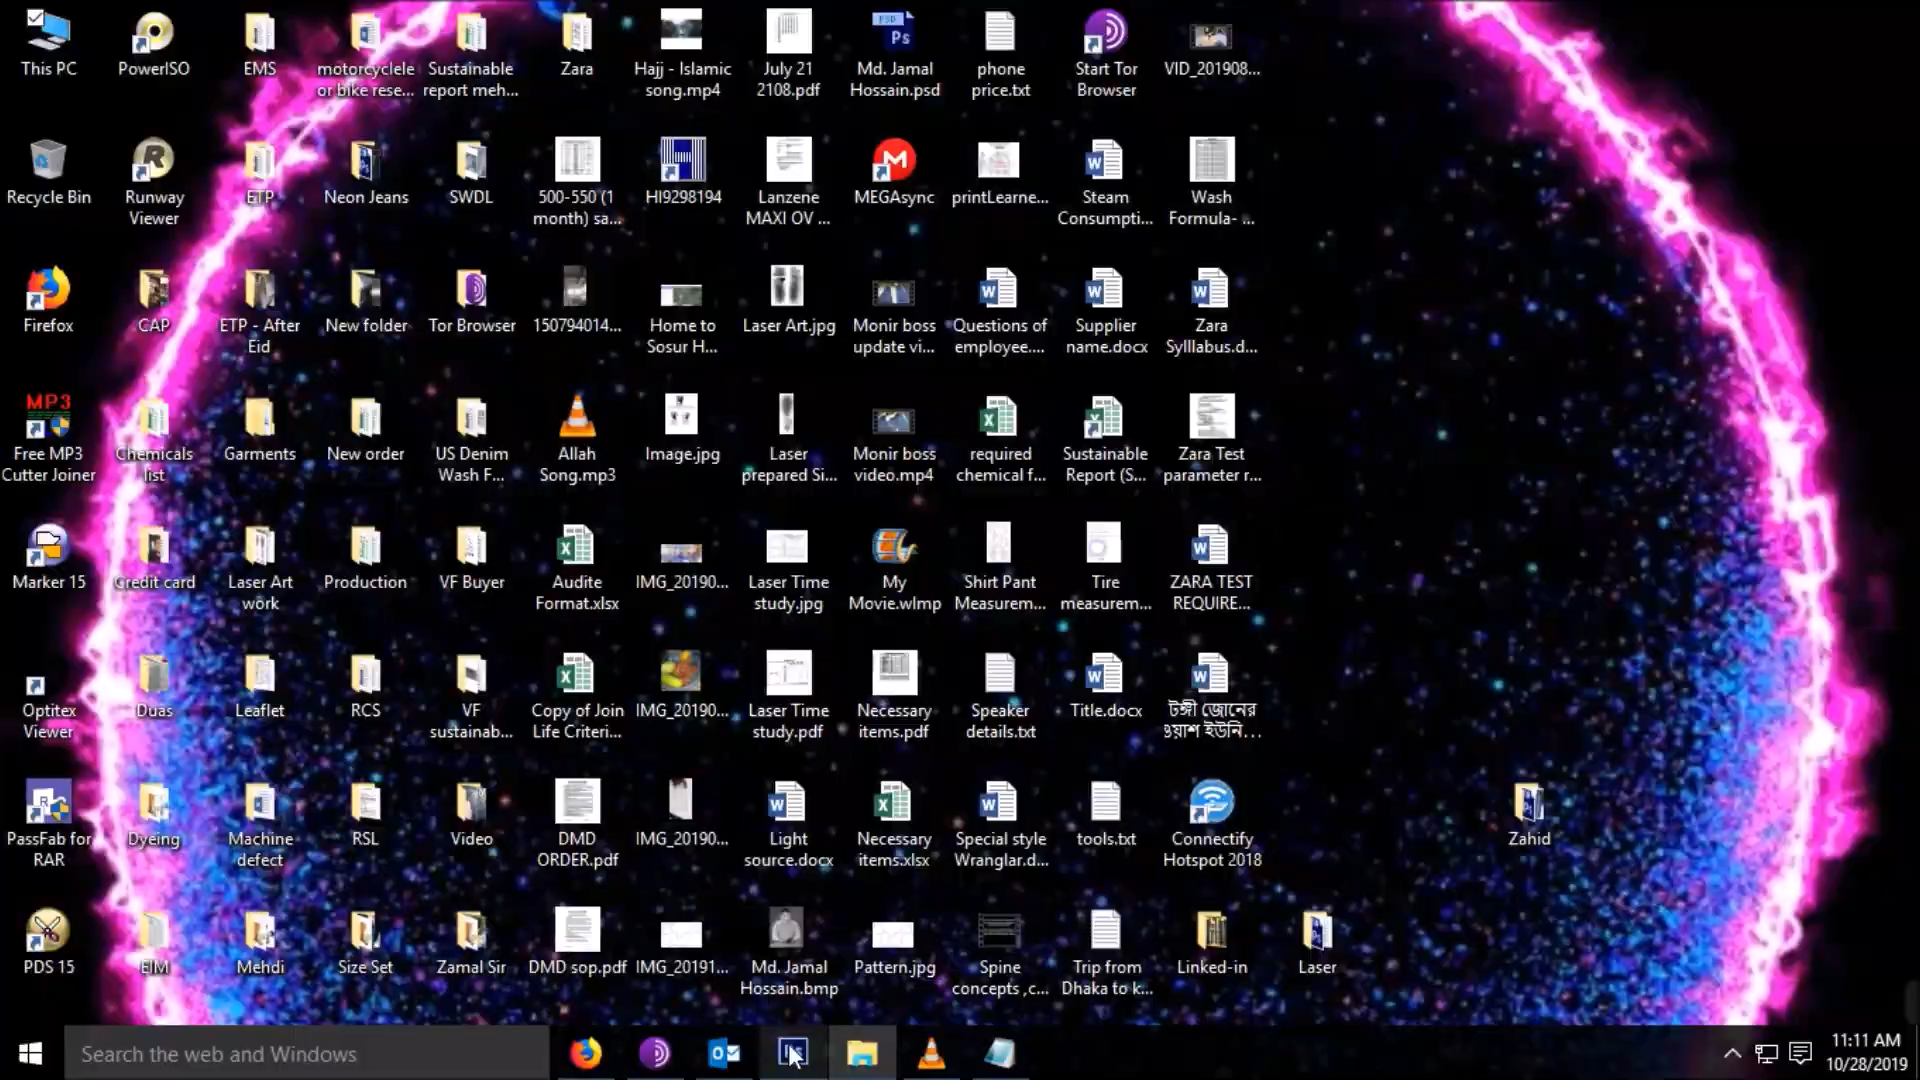 This PC
PowerISO
EMS
motorcyclele
or bike rese...
Sustainable
report meh...
Zara
Hajj - Islamic
song.mp4
July 21
2108.pdf
Md. Jamal
Hossain.psd
phone
price.txt
Start Tor
Browser
VID_201908...
Recycle Bin
Runway
Viewer
ETP
Neon Jeans
SWDL
500-550 (1
month) sa...
HI9298194
Lanzene
MAXI OV ...
MEGAsync
printLearne...
Steam
Consumpti...
Wash
Formula- ...
Firefox
CAP
ETP - After
Eid
New folder
Tor Browser
150794014...
Home to
Sosur H...
Laser Art.jpg
Monir boss
update vi...
Questions of
employee....
Supplier
name.docx
Zara
Sylllabus.d...
MP3
Free MP3
Cutter Joiner
Chemicals
list
Garments
New order
US Denim
Wash F...
Allah
Song.mp3
Image.jpg
Laser
prepared Si...
Monir boss
video.mp4
required
chemical f...
Sustainable
Report (S...
Zara Test
parameter r...
Marker 15
Credit card
Laser Art
work
Production
VF Buyer
Audite
Format.xlsx
IMG_20190...
Laser Time
study.jpg
My
Movie.wlmp
Shirt Pant
Measurem...
Tire
measurem...
ZARA TEST
REQUIRE...
Optitex
Viewer
Duas
Leaflet
RCS
VF
sustainab...
Copy of Join
Life Criteri...
IMG_20190...
Laser Time
study.pdf
Necessary
items.pdf
Speaker
details.txt
Title.docx
টঙ্গী জোনের
ওয়াশ ইউনি...
PassFab for
RAR
Dyeing
Machine
defect
RSL
Video
DMD
ORDER.pdf
IMG_20190...
Light
source.docx
Necessary
items.xlsx
Special style
Wranglar.d...
tools.txt
Connectify
Hotspot 2018
Zahid
PDS 15
EIM
Mehdi
Size Set
Zamal Sir
DMD sop.pdf
IMG_20191...
Md. Jamal
Hossain.bmp
Pattern.jpg
Spine
concepts ,c...
Trip from
Dhaka to k...
Linked-in
Laser
Search the web and Windows
11:11 AM
10/28/2019